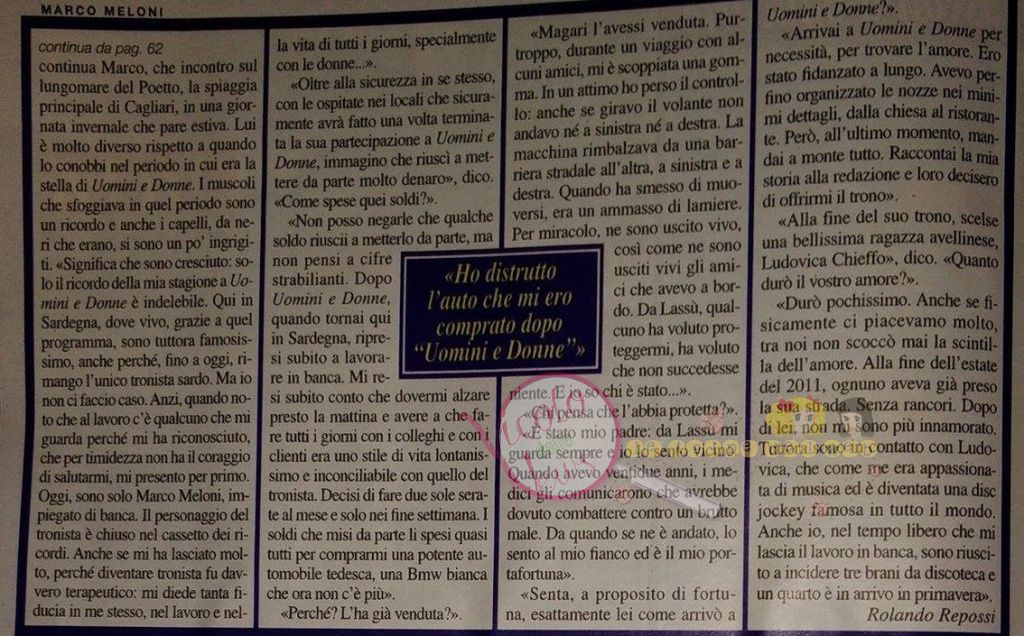 MARCO MELONI
continua da pag. 62
continua Marco, che incontro sul
lungomare del Poetto, la spiaggia
principale di Cagliari, in una gior-
nata invernale che pare estiva. Lui
è molto diverso rispetto a quando
lo conobbi nel periodo in cui era la
stella di Uomini e Donne. I muscoli
che sfoggiava in quel periodo sono
un ricordo e anche i capelli, da ne-
ri che erano, si sono un po' ingrigi-
ti. «Significa che sono cresciuto: so-
lo il ricordo della mia stagione a Uo-
mini e Donne è indelebile. Qui in
Sardegna, dove vivo, grazie a quel
programma, sono tuttora famosis-
simo, anche perché, fino a oggi, ri-
mango l'unico tronista sardo. Ma io
non ci faccio caso. Anzi, quando no-
to che al lavoro c'è qualcuno che mi
guarda perché mi ha riconosciuto,
che per timidezza non ha il coraggio
di salutarmi, mi presento per primo.
Oggi, sono solo Marco Meloni, im-
piegato di banca. Il personaggio del
tronista è chiuso nel cassetto dei ri-
cordi. Anche se mi ha lasciato mol-
to, perché diventare tronista fu dav-
vero terapeutico: mi diede tanta fi-
ducia in me stesso, nel lavoro e nel-
la vita di tutti i giorni, specialmente
con le donne...».
«Oltre alla sicurezza in se stesso,
con le ospitate nei locali che sicura-
mente avrà fatto una volta termina-
ta la sua partecipazione a Uomini e
Donne, immagino che riuscì a met-
tere da parte molto denaro», dico.
«Come spese quei soldi?».
«Non posso negarle che qualche
soldo riuscii a metterlo da parte, ma
non pensi a cifre
strabilianti. Dopo
Uomini e Donne,
quando tornai qui
in Sardegna, ripre-
si subito a lavora-
re in banca. Mi re-
si subito conto che dovermi alzare
presto la mattina e avere a che fa-
re tutti i giorni con i colleghi e con i
clienti era uno stile di vita lontanis-
simo e inconciliabile con quello del
tronista. Decisi di fare due sole sera-
te al mese e solo nei fine settimana. I
soldi che misi da parte li spesi quasi
tutti per comprarmi una potente au-
tomobile tedesca, una Bmw bianca
che ora non c'è più».
«Perché? L'ha già venduta?».
«Ho distrutto
l'auto che mi ero
comprato dopo
"Uomini e Donne"»
«Magari l'avessi venduta. Pur-
troppo, durante un viaggio con al-
cuni amici, mi è scoppiata una gom-
ma. In un attimo ho perso il control-
lo: anche se giravo il volante non
andavo né a sinistra né a destra. La
macchina rimbalzava da una bar-
riera stradale all'altra, a sinistra e a
destra. Quando ha smesso di muo-
versi, era un ammasso di lamiere.
Per miracolo, ne sono uscito vivo,
così come ne sono
usciti vivi gli ami-
ci che avevo a bor-
do. Da Lassù, qual-
cuno ha voluto pro-
teggermi, ha voluto
che non succedesse
niente. E io so chi è stato...».
«Chi pensa che l'abbia protetta?».
«È stato mio padre: da Lassù mi
guarda sempre e io lo sento vicino.
Quando avevo ventidue anni, i me-
dici gli comunicarono che avrebbe
dovuto combattere contro un brutto
male. Da quando se ne è andato, lo
sento al mio fianco ed è il mio por-
tafortuna».
«Senta, a proposito di fortu-
na, esattamente lei come arrivò a
Uomini e Donne?».
«Arrivai a Uomini e Donne per
necessità, per trovare l'amore. Ero
stato fidanzato a lungo. Avevo per-
fino organizzato le nozze nei mini-
mi dettagli, dalla chiesa al ristoran-
te. Però, all'ultimo momento, man-
dai a monte tutto. Raccontai la mia
storia alla redazione e loro decisero
di offrirmi il trono».
«Alla fine del suo trono, scelse
una bellissima ragazza avellinese,
Ludovica Chieffo», dico. «Quanto
durò il vostro amore?».
«Durò pochissimo. Anche se fi-
sicamente ci piacevamo molto,
tra noi non scoccò mai la scintil-
la dell'amore. Alla fine dell'estate
del 2011, ognuno aveva già preso
la sua strada. Senza rancori. Dopo
di lei, non mi sono più innamorato.
Tuttora sono in contatto con Ludo-
vica, che come me era appassiona-
ta di musica ed è diventata una disc
jockey famosa in tutto il mondo.
Anche io, nel tempo libero che mi
lascia il lavoro in banca, sono riusci-
to a incidere tre brani da discoteca e
un quarto è in arrivo in primavera».
Rolando Repossi